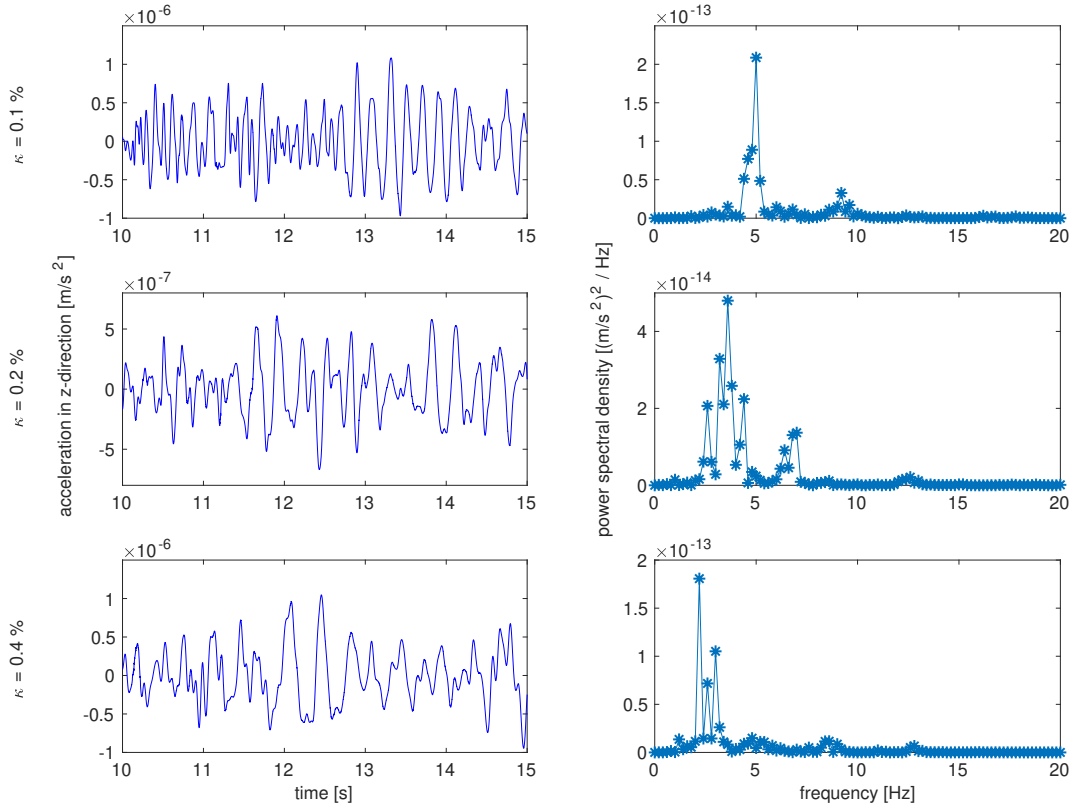 ×10^-6
κ = 0.1 %
1
0.5
0
-0.5
-1
10 11 12 13 14 15
×10^-13
2
1.5
1
0.5
0
0 5 10 15 20
×10^-7
κ = 0.2 %
acceleration in z-direction [m/s^2]
5
0
-5
10 11 12 13 14 15
×10^-14
power spectral density [(m/s^2)^2 / Hz]
4
2
0
0 5 10 15 20
×10^-6
κ = 0.4 %
1
0.5
0
-0.5
-1
10 11 12 13 14 15
time [s]
×10^-13
2
1.5
1
0.5
0
0 5 10 15 20
frequency [Hz]